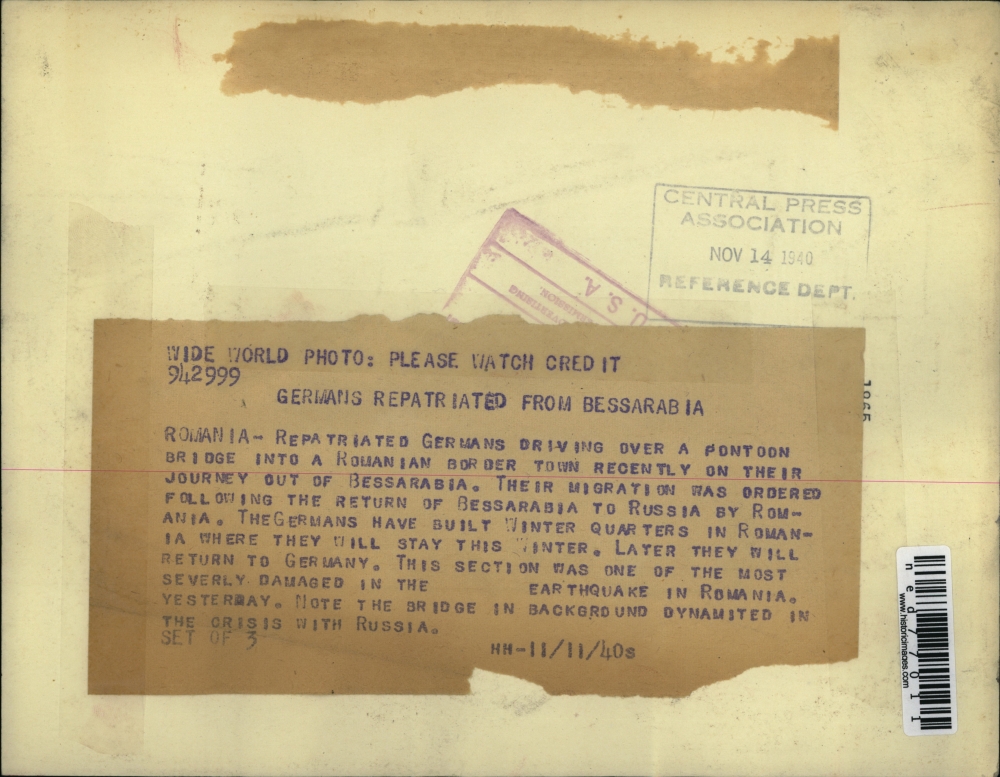 CENTRAL PRESS
ASSOCIATION
NOV 14 1940
REFERENCE DEPT.
U. S. A.
WIDE WORLD PHOTO: PLEASE WATCH CREDIT
942999
GERMANS REPATRIATED FROM BESSARABIA
ROMANIA- REPATRIATED GERMANS DRIVING OVER A PONTOON
BRIDGE INTO A ROMANIAN BORDER TOWN RECENTLY ON THEIR
JOURNEY OUT OF BESSARABIA. THEIR MIGRATION WAS ORDERED
FOLLOWING THE RETURN OF BESSARABIA TO RUSSIA BY ROM-
ANIA. THEGERMANS HAVE BUILT WINTER QUARTERS IN ROMAN-
IA WHERE THEY WILL STAY THIS WINTER. LATER THEY WILL
RETURN TO GERMANY. THIS SECTION WAS ONE OF THE MOST
SEVERLY DAMAGED IN THE EARTHQUAKE IN ROMANIA.
YESTERDAY. NOTE THE BRIDGE IN BACKGROUND DYNAMITED IN
THE CRISIS WITH RUSSIA.
SET OF 3
HH-11/11/40s
www.historicimages.com
ned77011